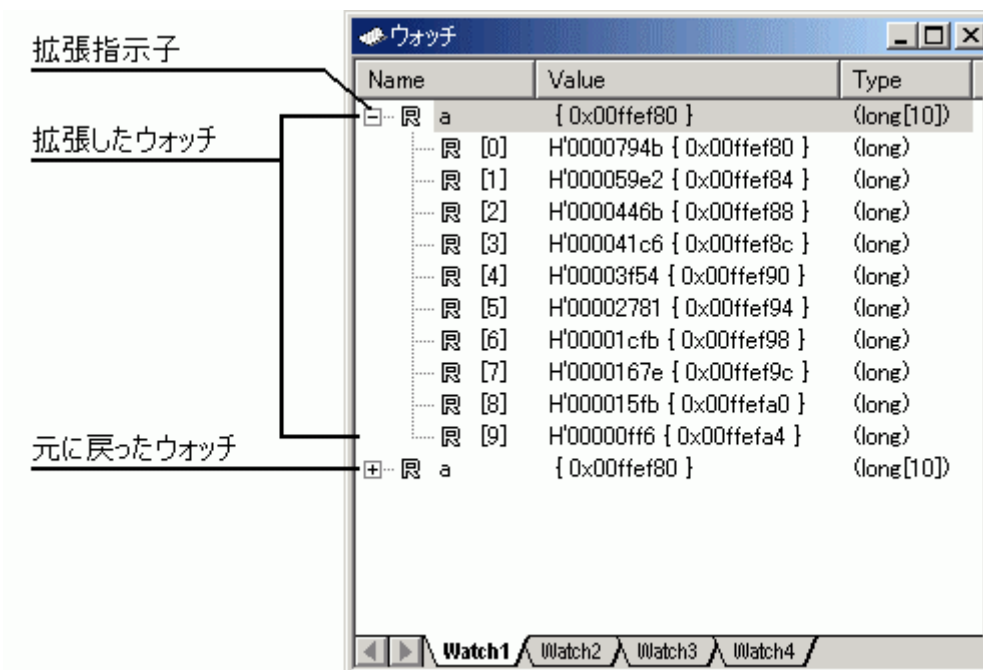 拡張指示子
拡張したウォッチ
元に戻ったウォッチ
ウォッチ
Name Value Type
R a { 0x00ffef80 } (long[10])
R [0] H'0000794b { 0x00ffef80 } (long)
R [1] H'000059e2 { 0x00ffef84 } (long)
R [2] H'0000446b { 0x00ffef88 } (long)
R [3] H'000041c6 { 0x00ffef8c } (long)
R [4] H'00003f54 { 0x00ffef90 } (long)
R [5] H'00002781 { 0x00ffef94 } (long)
R [6] H'00001cfb { 0x00ffef98 } (long)
R [7] H'0000167e { 0x00ffef9c } (long)
R [8] H'000015fb { 0x00ffefa0 } (long)
R [9] H'00000ff6 { 0x00ffefa4 } (long)
R a { 0x00ffef80 } (long[10])
Watch1 Watch2 Watch3 Watch4